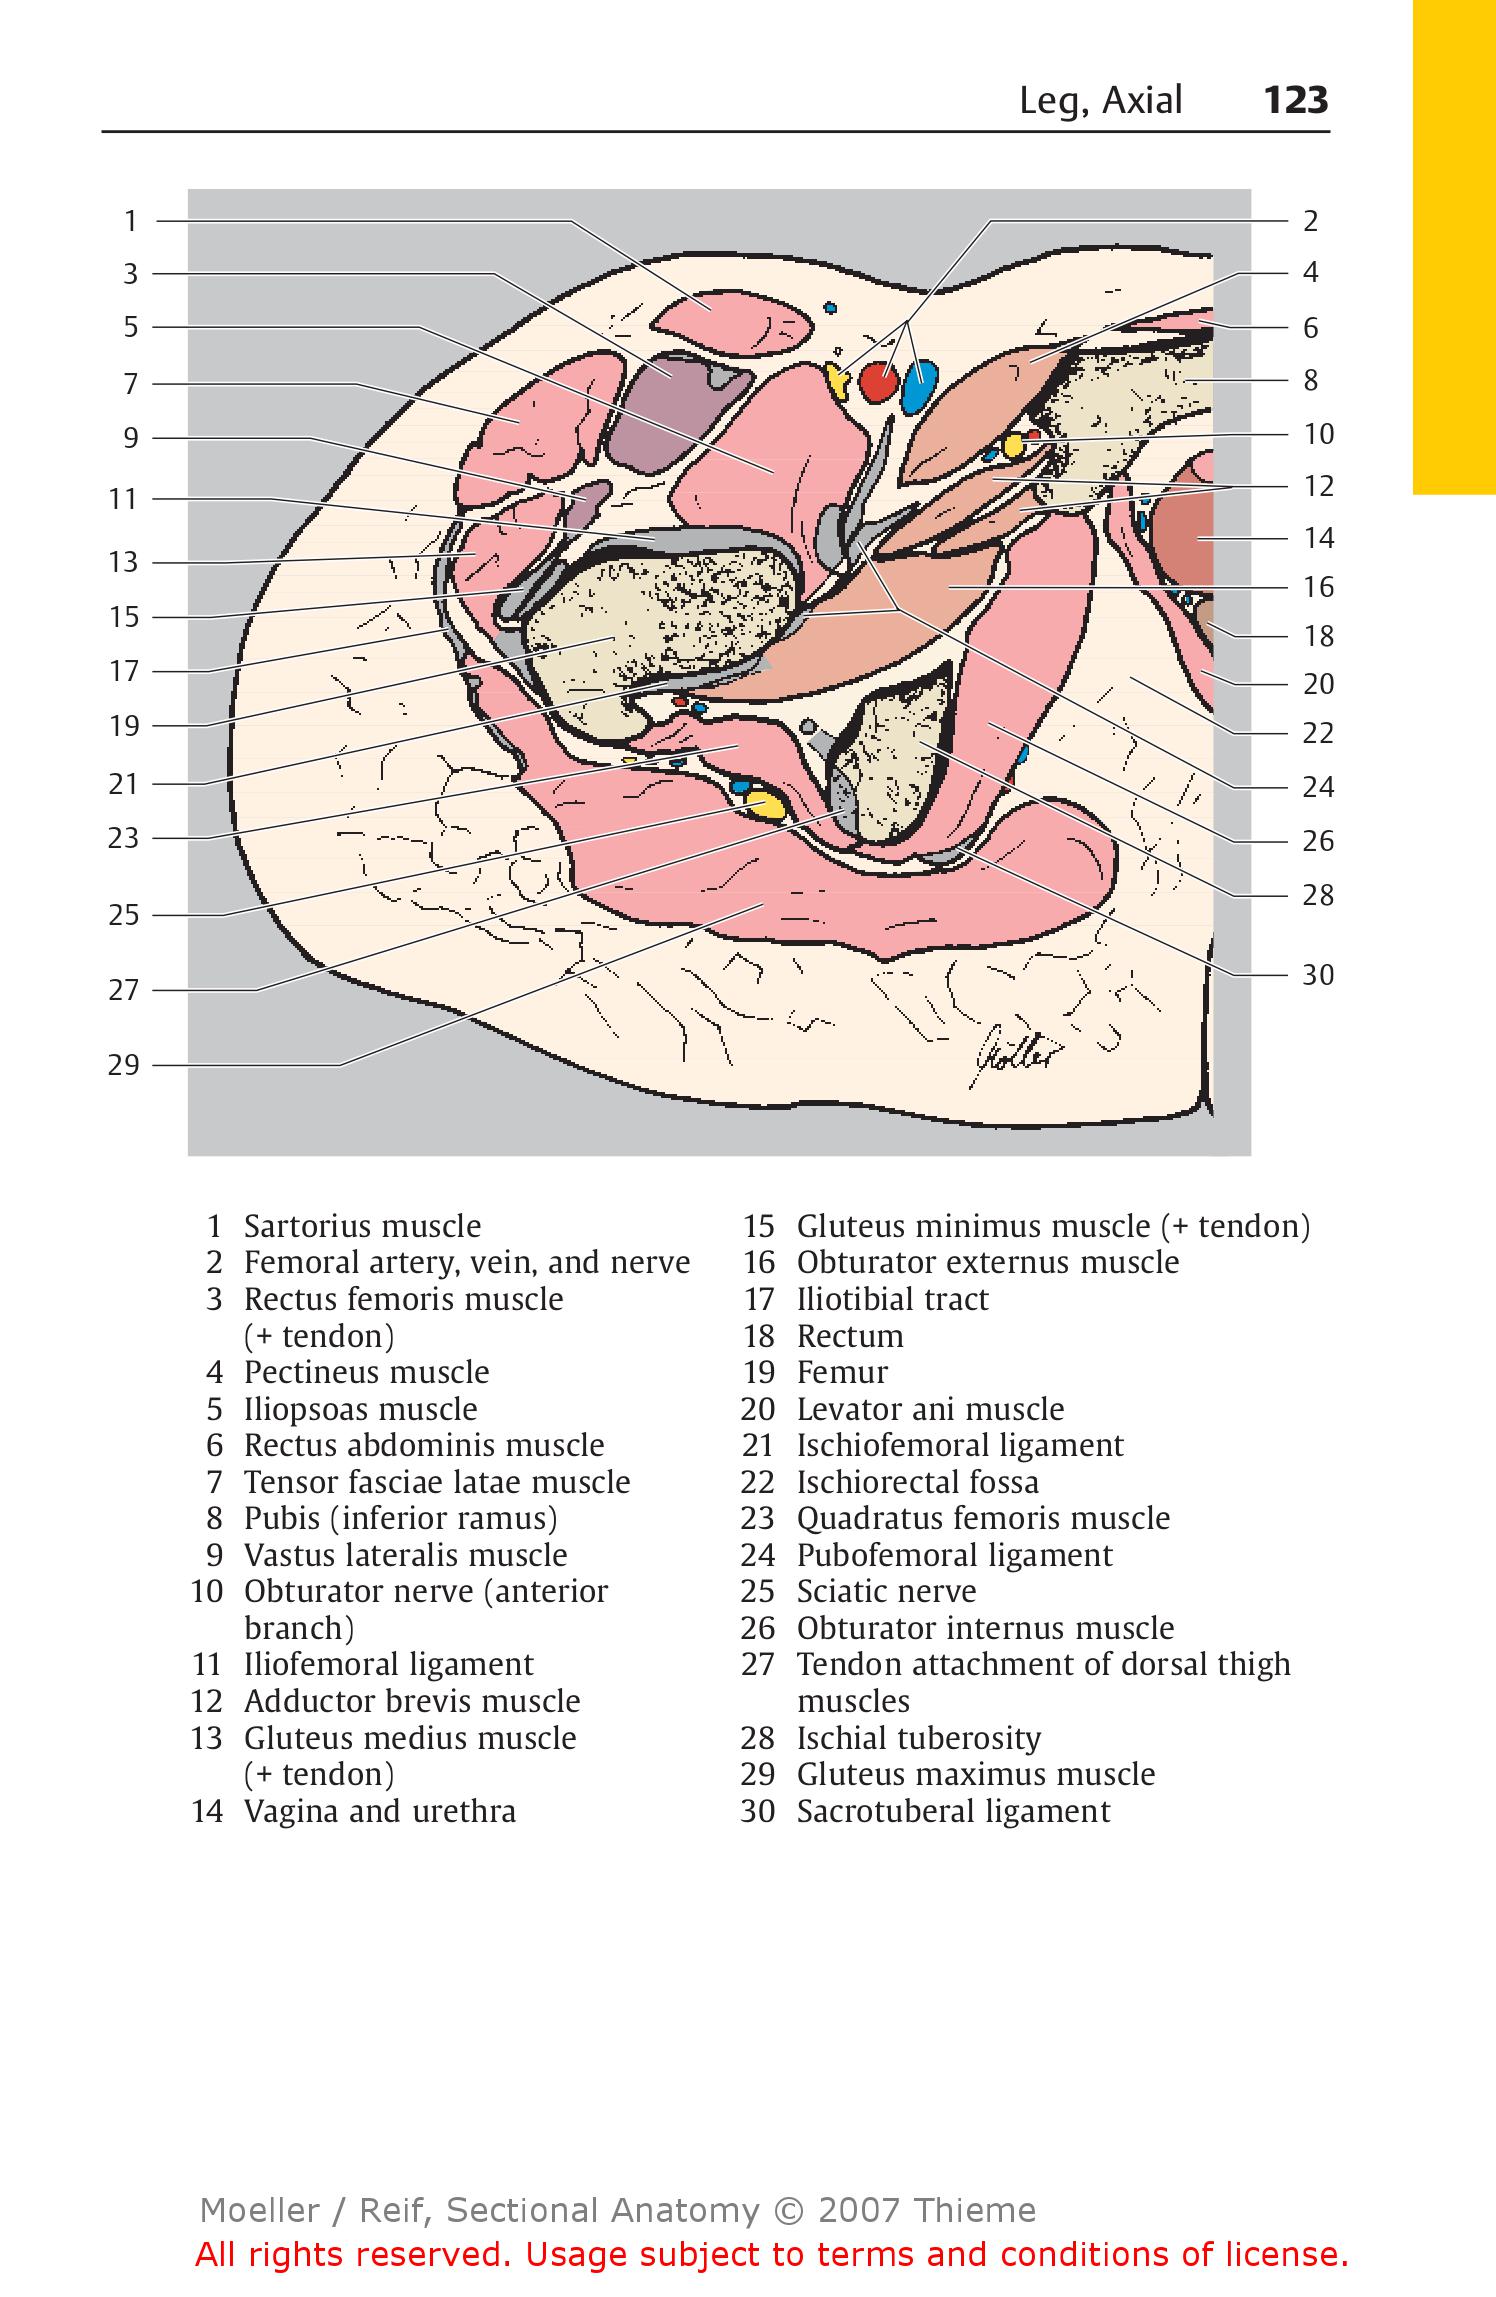 Leg, Axial 123
1 2
3 4
5 6
7 8
9 10
11 12
13 14
15 16
17 18
19 20
21 22
23 24
25 26
27 28
29 30
1 Sartorius muscle
2 Femoral artery, vein, and nerve
3 Rectus femoris muscle
(+ tendon)
4 Pectineus muscle
5 Iliopsoas muscle
6 Rectus abdominis muscle
7 Tensor fasciae latae muscle
8 Pubis (inferior ramus)
9 Vastus lateralis muscle
10 Obturator nerve (anterior
branch)
11 Iliofemoral ligament
12 Adductor brevis muscle
13 Gluteus medius muscle
(+ tendon)
14 Vagina and urethra
15 Gluteus minimus muscle (+ tendon)
16 Obturator externus muscle
17 Iliotibial tract
18 Rectum
19 Femur
20 Levator ani muscle
21 Ischiofemoral ligament
22 Ischiorectal fossa
23 Quadratus femoris muscle
24 Pubofemoral ligament
25 Sciatic nerve
26 Obturator internus muscle
27 Tendon attachment of dorsal thigh
muscles
28 Ischial tuberosity
29 Gluteus maximus muscle
30 Sacrotuberal ligament
Moeller / Reif, Sectional Anatomy © 2007 Thieme
All rights reserved. Usage subject to terms and conditions of license.